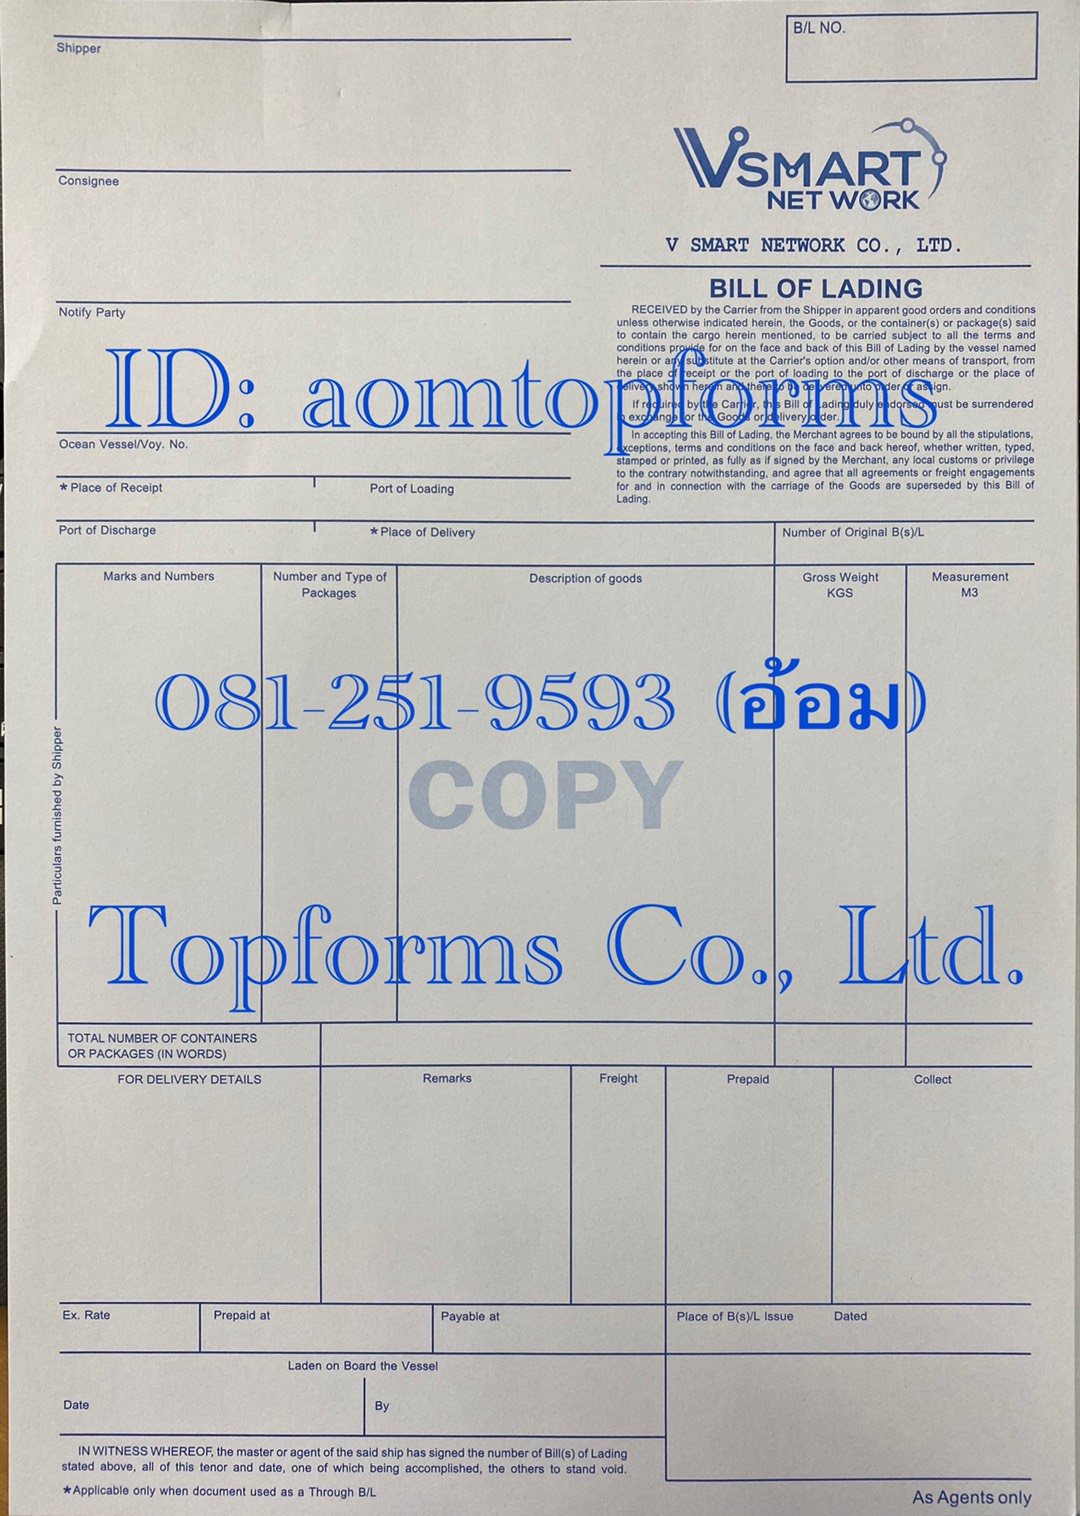 Shipper
B/L NO.
VSMART
NETWORK
Consignee
V SMART NETWORK CO., LTD.
BILL OF LADING
RECEIVED by the Carrier from the Shipper in apparent good orders and conditions
unless otherwise indicated herein, the Goods, or the container(s) or package(s) said
to contain the cargo herein mentioned, to be carried subject to all the terms and
conditions provide for on the face and back of this Bill of Lading by the vessel named
herein or any substitute at the Carrier's option and/or other means of transport, from
the place of receipt or the port of loading to the port of discharge or the place of
delivery shown herein and there to be delivered unto order or assign.
If required by the Carrier, this Bill of Lading duly endorsed must be surrendered
in exchange for the Goods or delivery order.
In accepting this Bill of Lading, the Merchant agrees to be bound by all the stipulations,
exceptions, terms and conditions on the face and back hereof, whether written, typed,
stamped or printed, as fully as if signed by the Merchant, any local customs or privilege
to the contrary notwithstanding, and agree that all agreements or freight engagements
for and in connection with the carriage of the Goods are superseded by this Bill of
Lading.
Notify Party
ID: aomtopforms
Ocean Vessel/Voy. No.
*Place of Receipt
Port of Loading
Port of Discharge
*Place of Delivery
Number of Original B(s)/L
Marks and Numbers
Number and Type of
Packages
Description of goods
Gross Weight
KGS
Measurement
M3
081-251-9593 (อ้อม)
COPY
Particulars furnished by Shipper
Topforms Co., Ltd.
TOTAL NUMBER OF CONTAINERS
OR PACKAGES (IN WORDS)
FOR DELIVERY DETAILS
Remarks
Freight
Prepaid
Collect
Ex. Rate
Prepaid at
Payable at
Place of B(s)/L Issue
Dated
Laden on Board the Vessel
Date
By
IN WITNESS WHEREOF, the master or agent of the said ship has signed the number of Bill(s) of Lading
stated above, all of this tenor and date, one of which being accomplished, the others to stand void.
*Applicable only when document used as a Through B/L
As Agents only